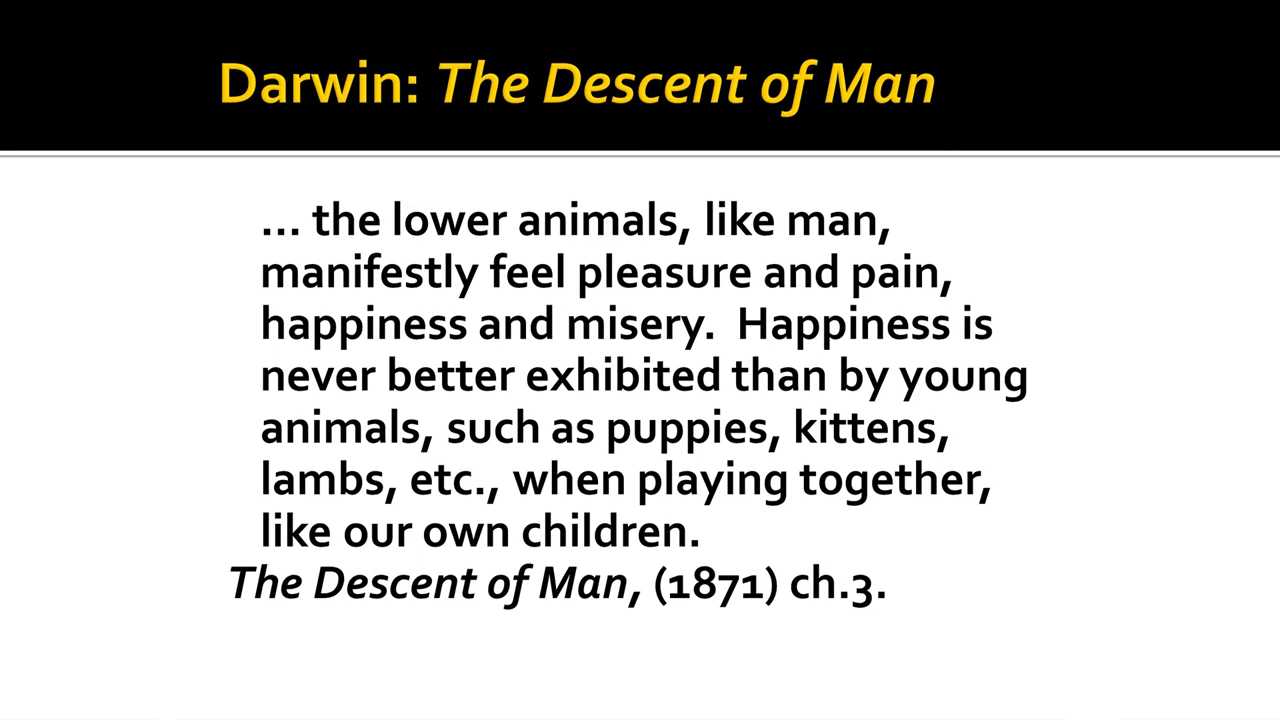 Darwin: The Descent of Man
... the lower animals, like man,
manifestly feel pleasure and pain,
happiness and misery.  Happiness is
never better exhibited than by young
animals, such as puppies, kittens,
lambs, etc., when playing together,
like our own children.
The Descent of Man, (1871) ch.3.